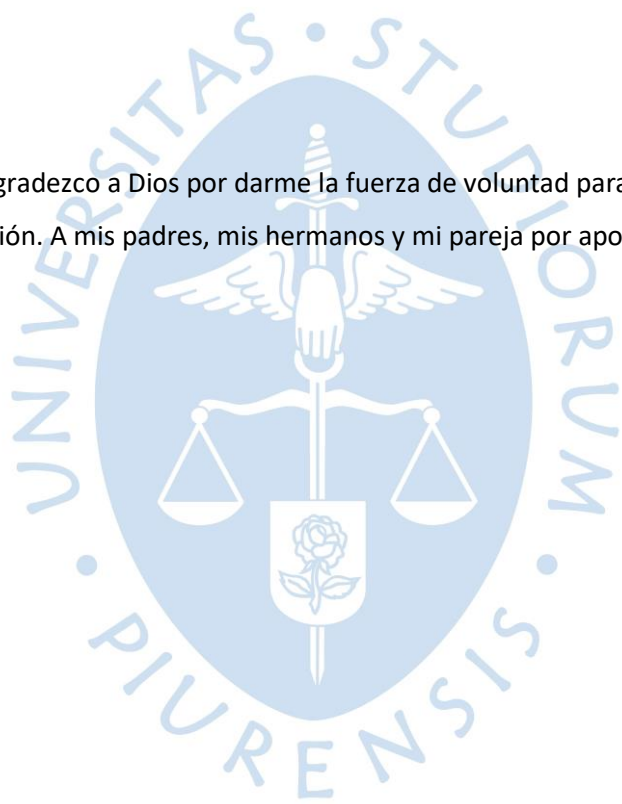 gradezco a Dios por darme la fuerza de voluntad para
ión. A mis padres, mis hermanos y mi pareja por apo
UNIVERSITAS • STUDIORUM • PIURENSIS •